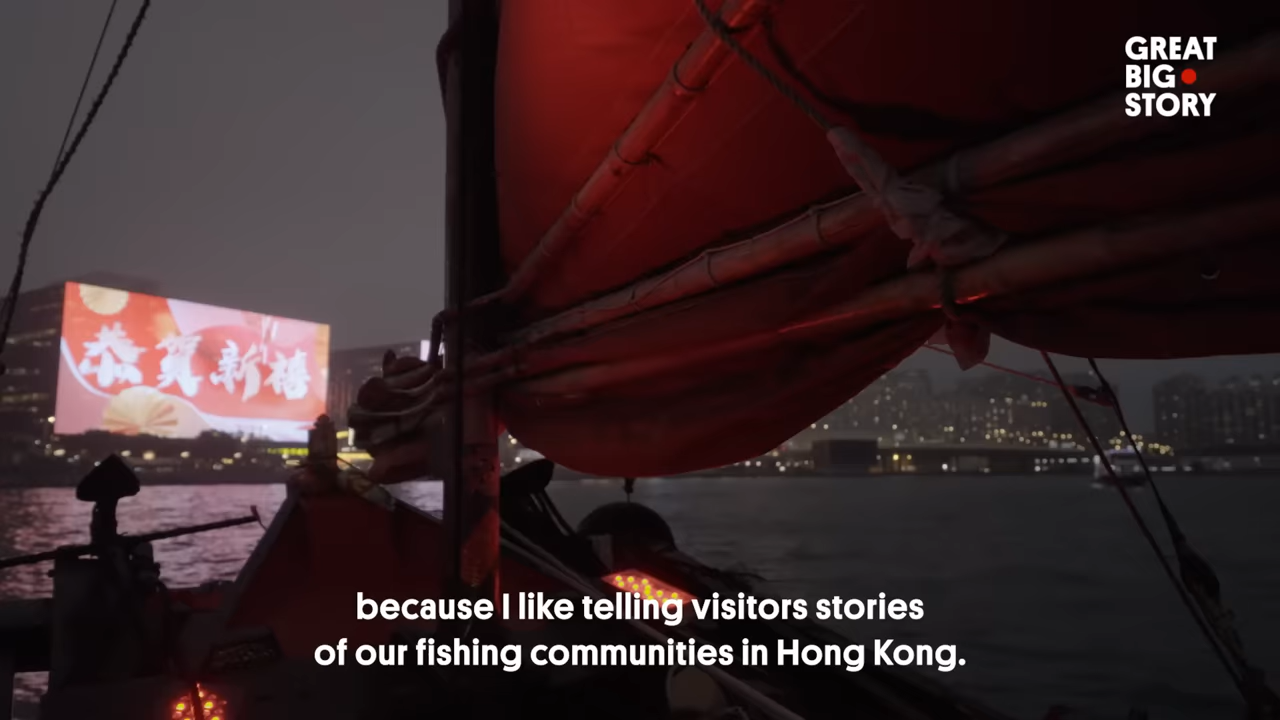 GREAT
BIG
STORY
恭賀新禧
because I like telling visitors stories
of our fishing communities in Hong Kong.